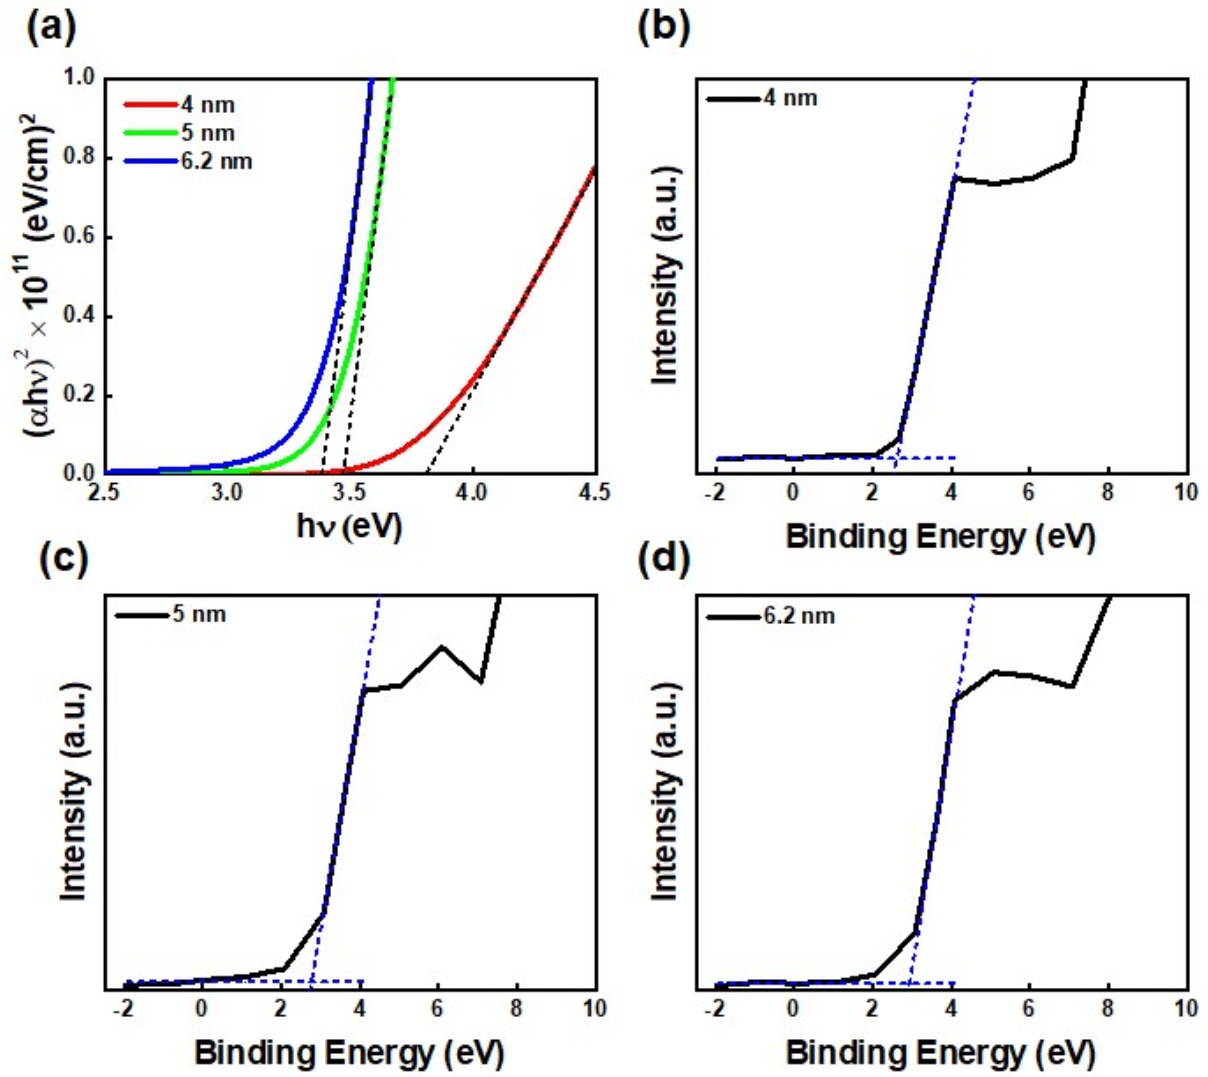 (a)
(αhν)² × 10¹¹ (eV/cm)²
1.0
0.8
0.6
0.4
0.2
0.0
4 nm
5 nm
6.2 nm
2.5 3.0 3.5 4.0 4.5
hν (eV)
(b)
Intensity (a.u.)
4 nm
-2 0 2 4 6 8 10
Binding Energy (eV)
(c)
Intensity (a.u.)
5 nm
-2 0 2 4 6 8 10
Binding Energy (eV)
(d)
Intensity (a.u.)
6.2 nm
-2 0 2 4 6 8 10
Binding Energy (eV)